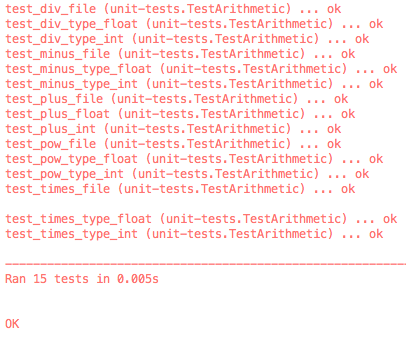 test_div_file (unit-tests.TestArithmetic) ... ok
test_div_type_float (unit-tests.TestArithmetic) ... ok
test_div_type_int (unit-tests.TestArithmetic) ... ok
test_minus_file (unit-tests.TestArithmetic) ... ok
test_minus_type_float (unit-tests.TestArithmetic) ... ok
test_minus_type_int (unit-tests.TestArithmetic) ... ok
test_plus_file (unit-tests.TestArithmetic) ... ok
test_plus_float (unit-tests.TestArithmetic) ... ok
test_plus_int (unit-tests.TestArithmetic) ... ok
test_pow_file (unit-tests.TestArithmetic) ... ok
test_pow_type_float (unit-tests.TestArithmetic) ... ok
test_pow_type_int (unit-tests.TestArithmetic) ... ok
test_times_file (unit-tests.TestArithmetic) ... ok
test_times_type_float (unit-tests.TestArithmetic) ... ok
test_times_type_int (unit-tests.TestArithmetic) ... ok
----------------------------------------------------------------------
Ran 15 tests in 0.005s
OK